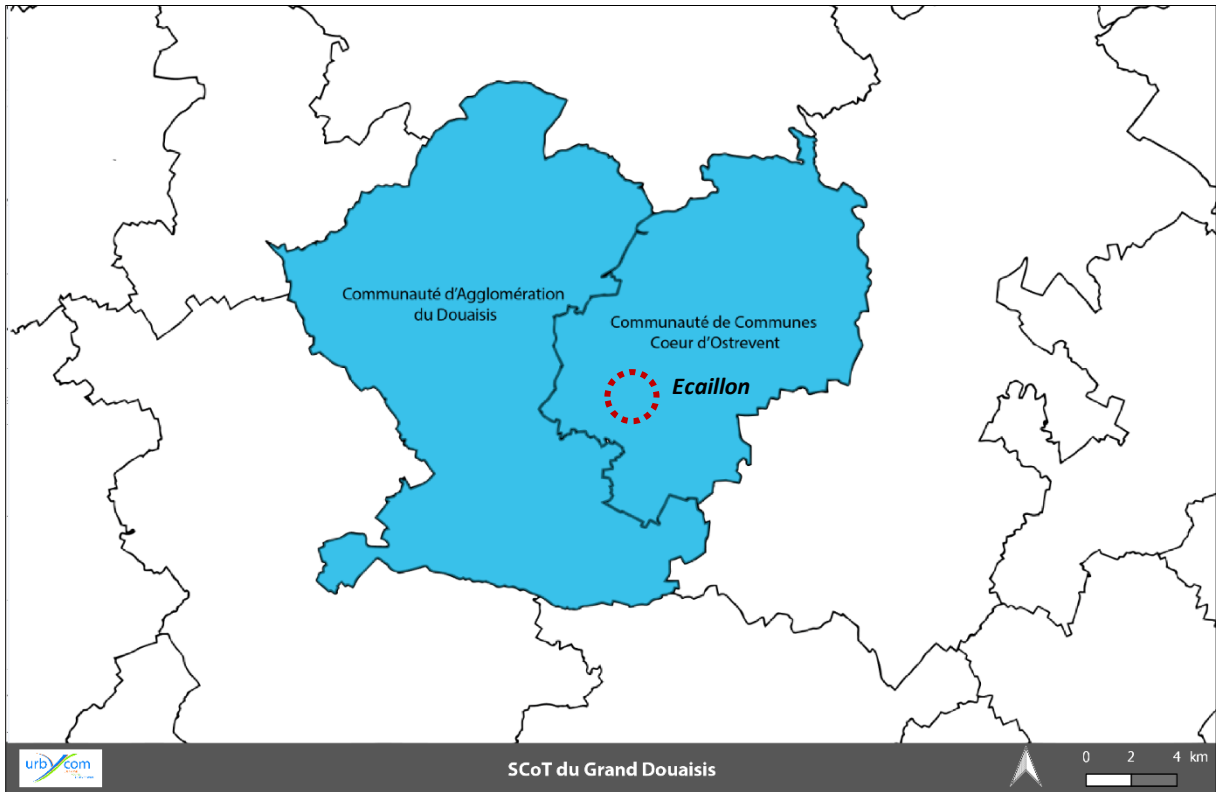 Communauté d'Agglomération
du Douaisis
Communauté de Communes
Coeur d'Ostrevent
Ecaillon
urbycom
SCoT du Grand Douaisis
0 2 4 km